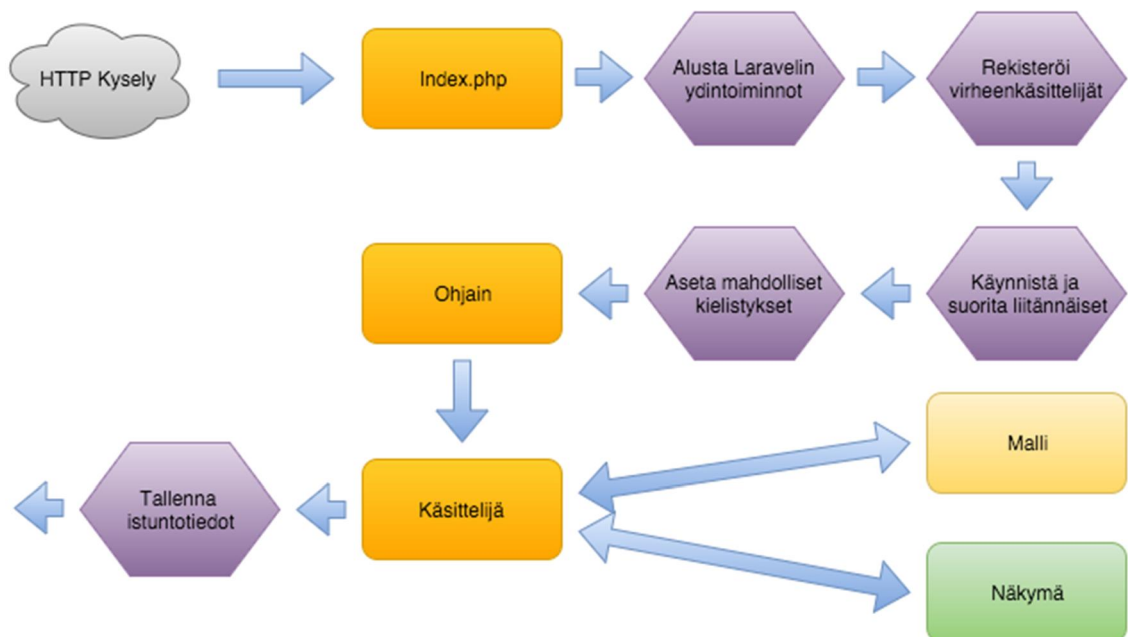 HTTP Kysely
Index.php
Alusta Laravelin
ydintoiminnot
Rekisteröi
virheenkäsittelijät
Käynnistä ja
suorita liitännäiset
Aseta mahdolliset
kielistykset
Ohjain
Käsittelijä
Malli
Näkymä
Tallenna
istuntotiedot